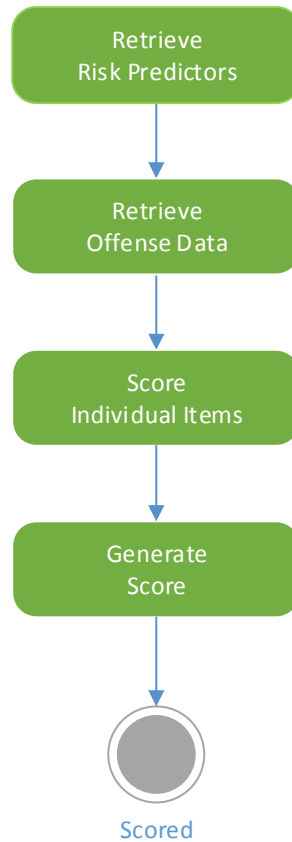 Retrieve
Risk Predictors
Retrieve
Offense Data
Score
Individual Items
Generate
Score
Scored